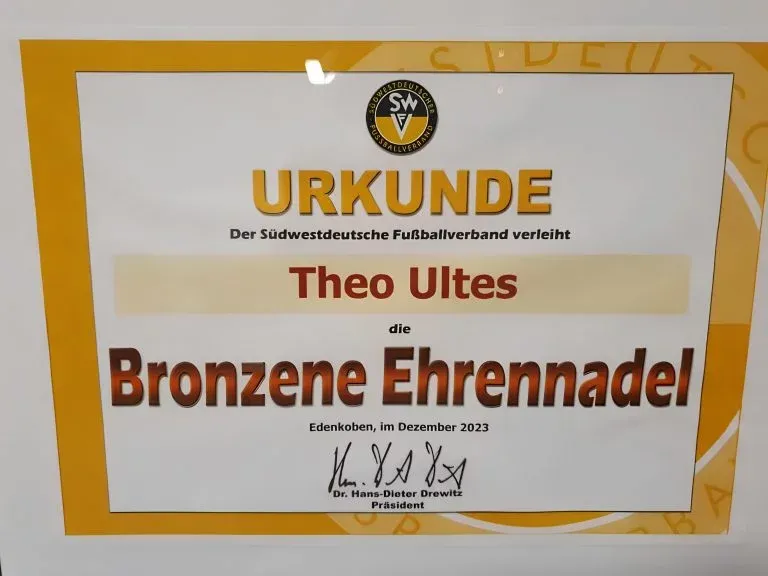 SÜDWESTDEUTSCHER
SWFV
FUSSBALLVERBAND
URKUNDE
Der Südwestdeutsche Fußballverband verleiht
Theo Ultes
die
Bronzene Ehrennadel
Edenkoben, im Dezember 2023
Dr. Hans-Dieter Drewitz
Präsident